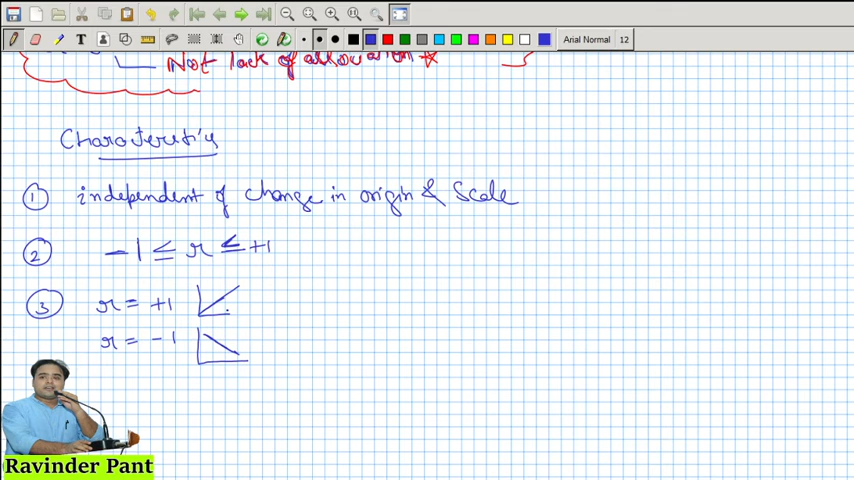 Arial Normal 12
Not lack of
Characteristics
① independent of change in origin & Scale
② -1 ≤ r ≤ +1
③ r = +1
r = -1
Ravinder Pant